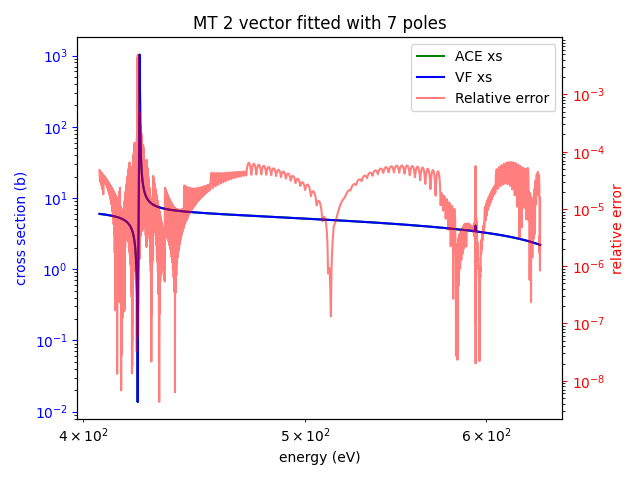 MT 2 vector fitted with 7 poles
ACE xs
VF xs
Relative error
10³
10²
10¹
10⁰
10⁻¹
10⁻²
cross section (b)
10⁻³
10⁻⁴
10⁻⁵
10⁻⁶
10⁻⁷
10⁻⁸
relative error
4 × 10²
5 × 10²
6 × 10²
energy (eV)